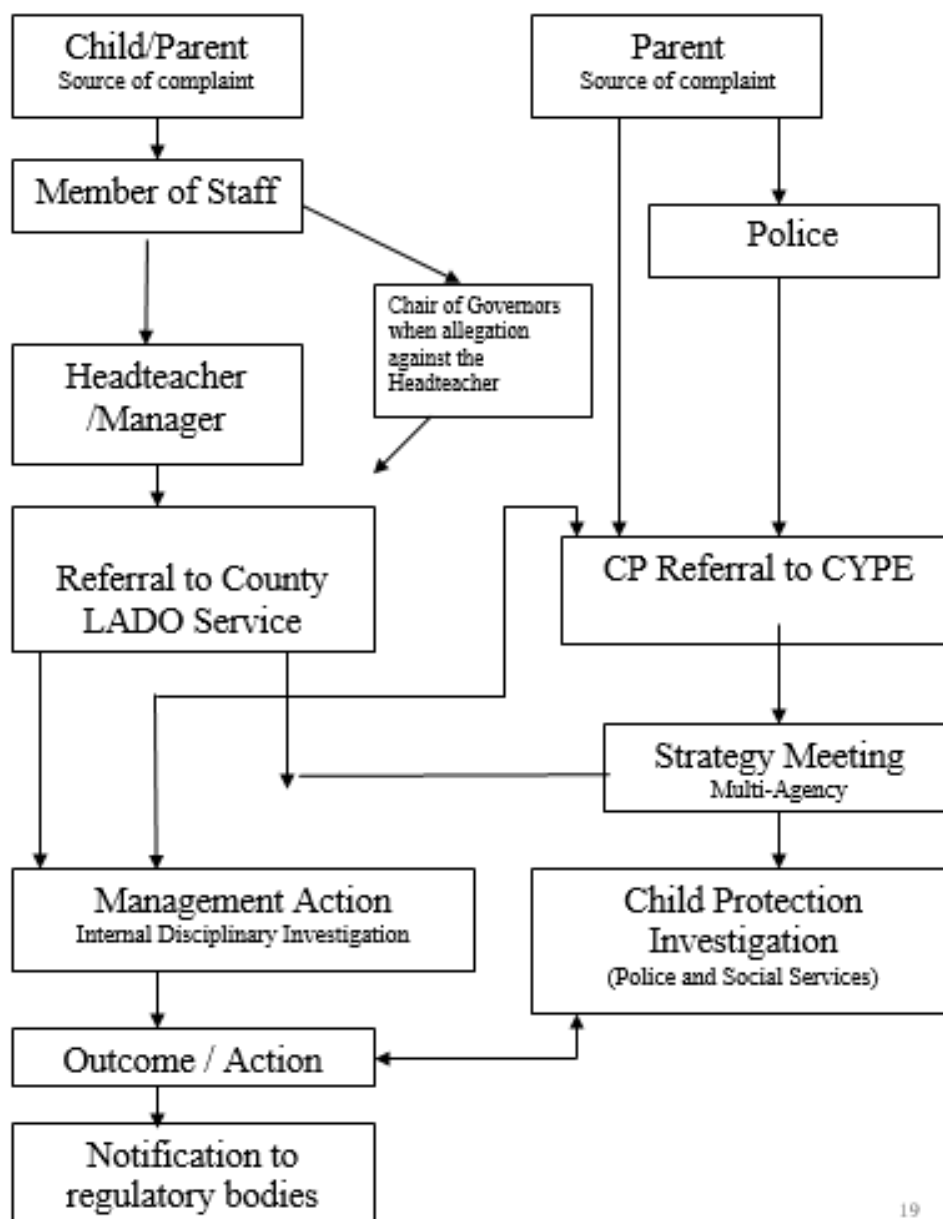 Child/Parent
Source of complaint
Parent
Source of complaint
Member of Staff
Police
Chair of Governors
when allegation
against the
Headteacher
Headteacher
/Manager
Referral to County
LADO Service
CP Referral to CYPE
Strategy Meeting
Multi-Agency
Management Action
Internal Disciplinary Investigation
Child Protection
Investigation
(Police and Social Services)
Outcome / Action
Notification to
regulatory bodies
19